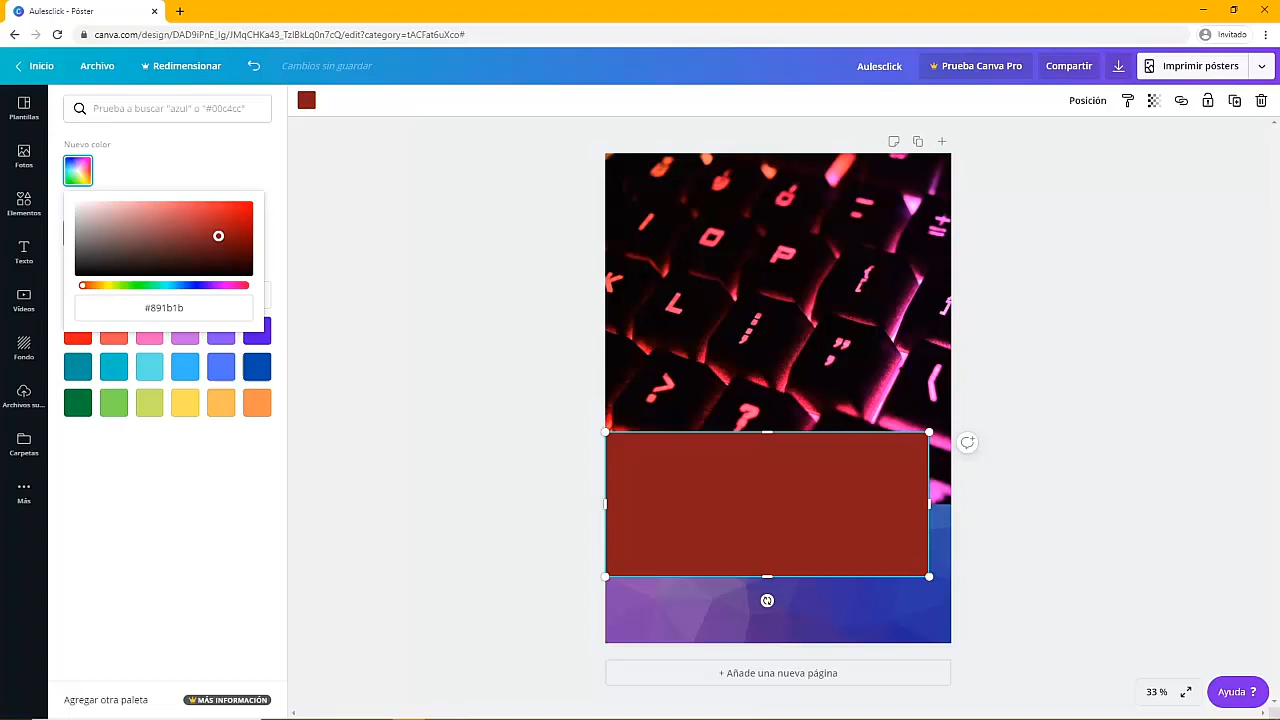 Aulesclick - Póster
canva.com/design/DAD9iPnE_lg/JMqCHKa43_TzlBkLq0n7cQ/edit?category=tACFat6uXco#
Invitado
Inicio
Archivo
Redimensionar
Cambios sin guardar
Aulesclick
Prueba Canva Pro
Compartir
Imprimir pósters
Plantillas
Fotos
Elementos
Texto
Vídeos
Fondo
Archivos su...
Carpetas
Más
Prueba a buscar "azul" o "#00c4cc"
Nuevo color
#891b1b
Agregar otra paleta
MÁS INFORMACIÓN
Posición
O P { K L : " ?
+ Añade una nueva página
33 %
Ayuda ?